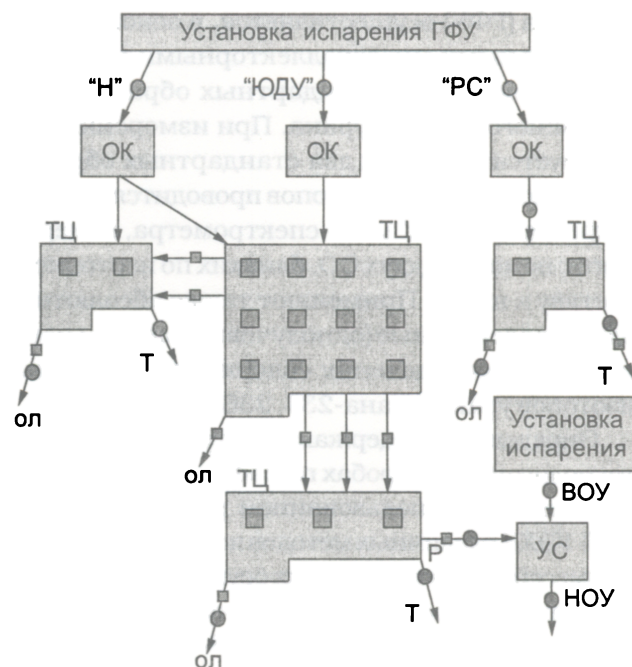 Установка испарения ГФУ
"Н" "ЮДУ" "РС"
ОК ОК ОК
ТЦ ТЦ ТЦ
Т Т
ол ол
Установка
испарения
ол
ТЦ ВОУ
Р УС
Т НОУ
ол